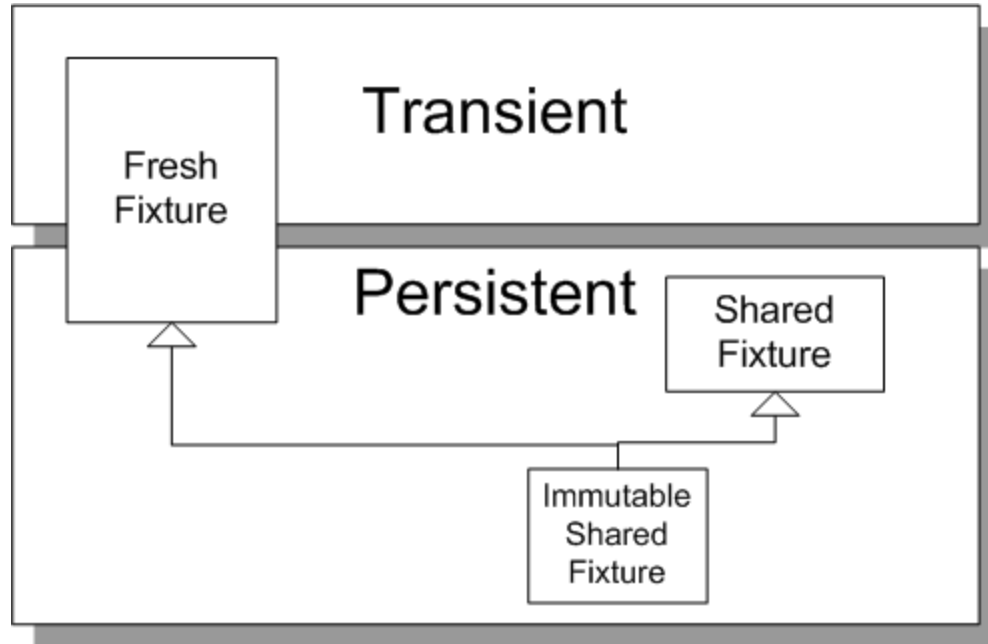 Transient
Fresh
Fixture
Persistent
Shared
Fixture
Immutable
Shared
Fixture